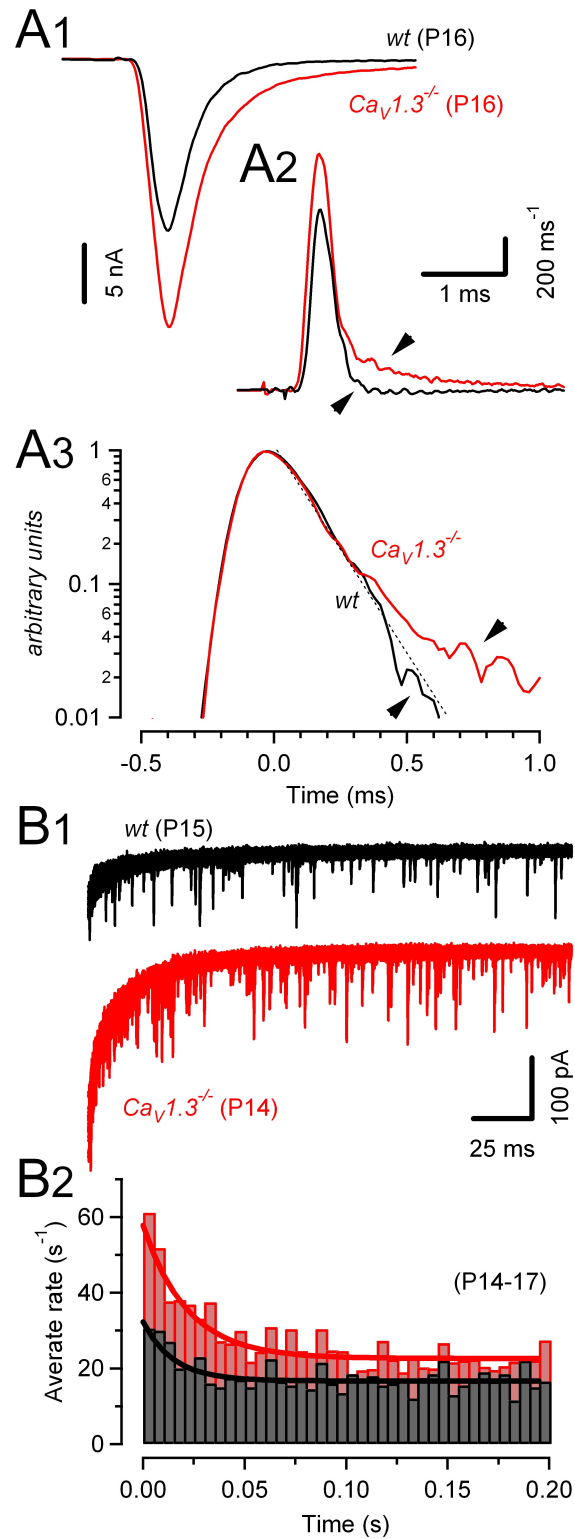 A1
wt (P16)
CaV1.3-/- (P16)
A2
5 nA
1 ms
200 ms-1
A3
arbitrary units
1
6
4
2
0.1
6
4
2
0.01
CaV1.3-/-
wt
-0.5
0.0
0.5
1.0
Time (ms)
B1
wt (P15)
CaV1.3-/- (P14)
100 pA
25 ms
B2
Averate rate (s-1)
60
40
20
0
(P14-17)
0.00
0.05
0.10
0.15
0.20
Time (s)